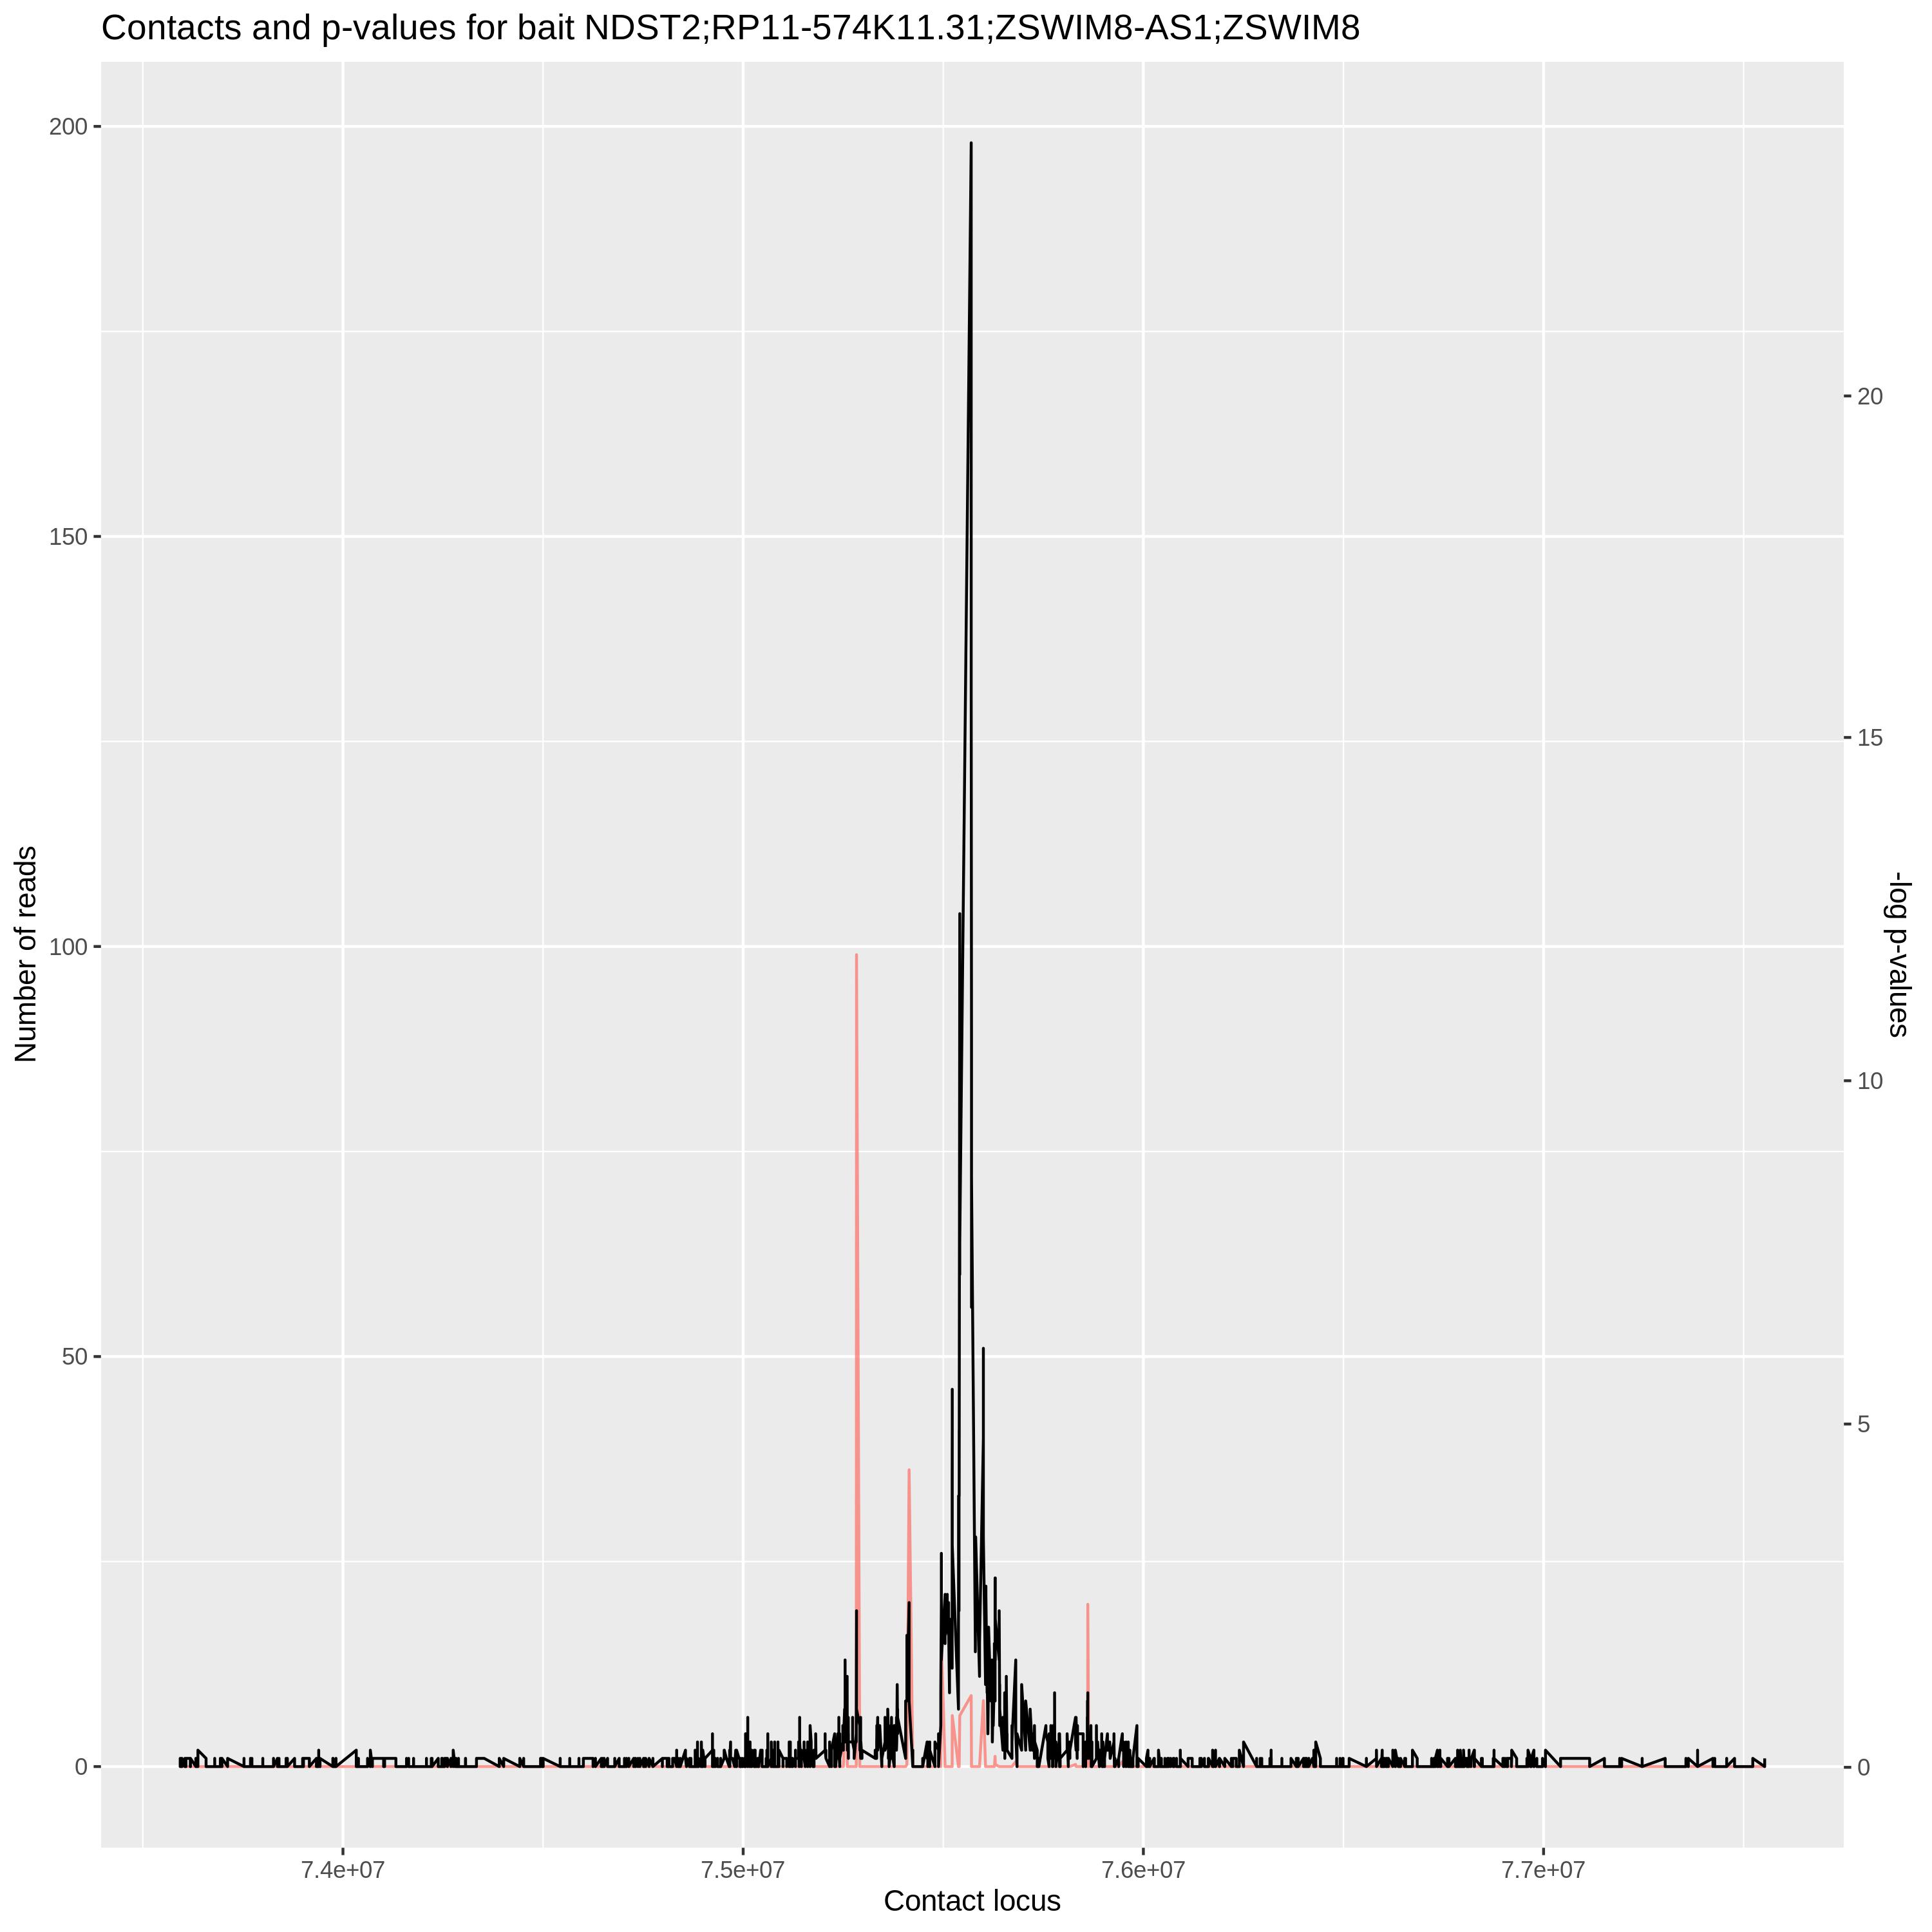 Contacts and p-values for bait NDST2;RP11-574K11.31;ZSWIM8-AS1;ZSWIM8
200
150
100
50
0
Number of reads
20
15
10
5
0
-log p-values
7.4e+07
7.5e+07
7.6e+07
7.7e+07
Contact locus